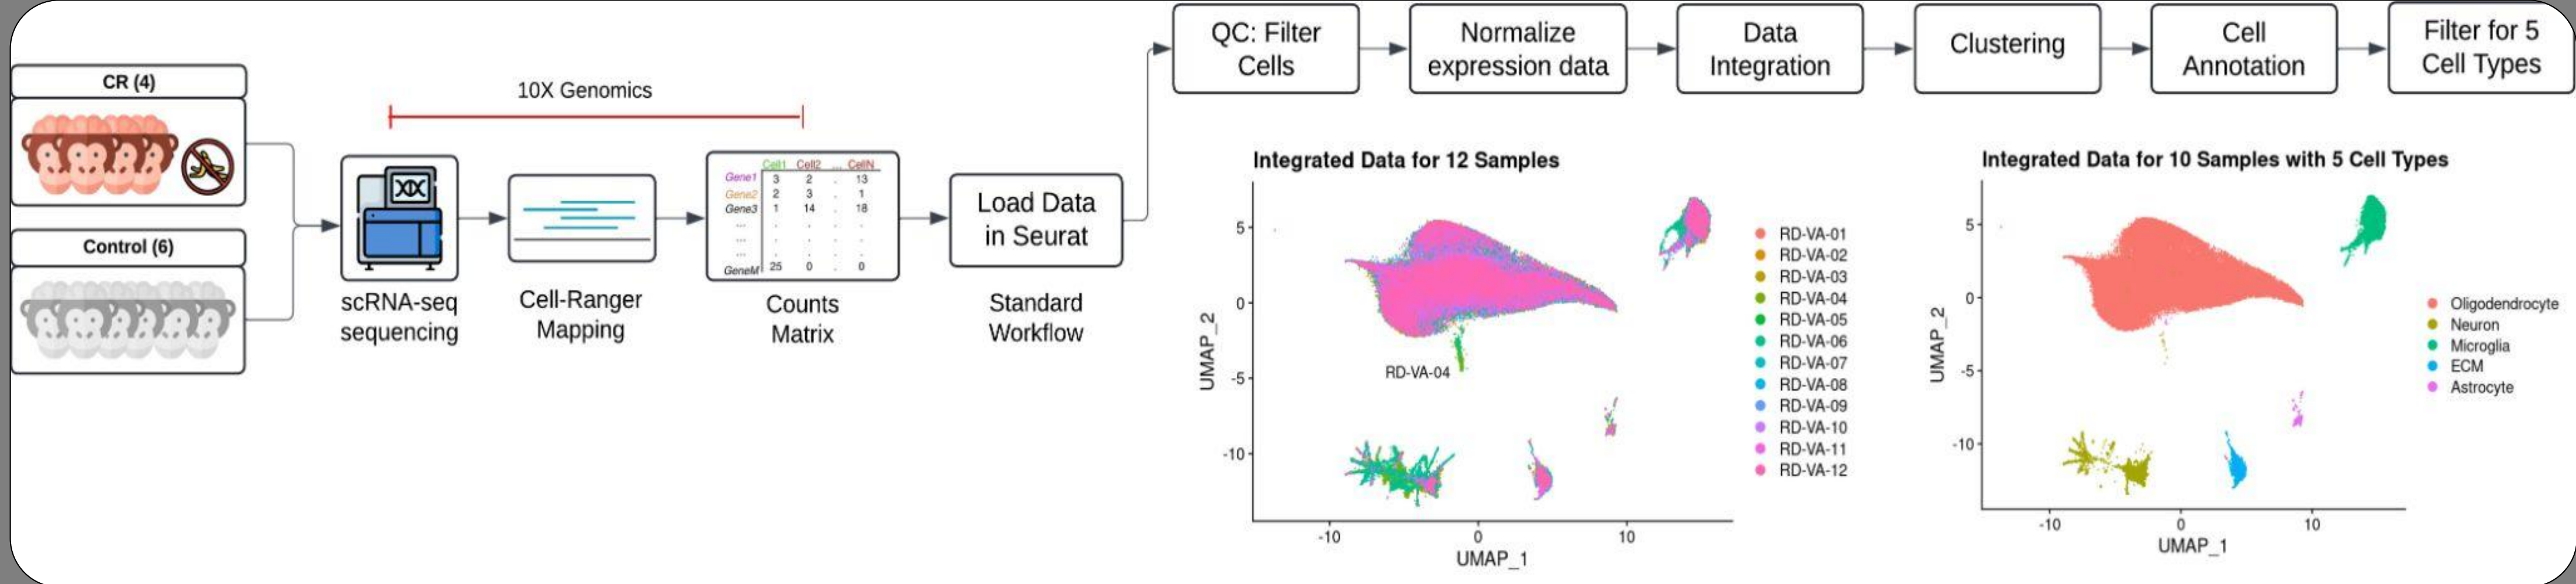 CR (4)
Control (6)
10X Genomics
scRNA-seq
sequencing
Cell-Ranger
Mapping
Cell1 Cell2 ... CellN
Gene1 3 2 . 13
Gene2 2 3 . 1
Gene3 1 14 . 18
... . . . .
... . . . .
... . . . .
GeneM 25 0 . 0
Counts
Matrix
Load Data
in Seurat
Standard
Workflow
QC: Filter
Cells
Normalize
expression data
Data
Integration
Clustering
Cell
Annotation
Filter for 5
Cell Types
Integrated Data for 12 Samples
UMAP_2
5
0
-5
-10
RD-VA-04
-10 0 10
UMAP_1
RD-VA-01
RD-VA-02
RD-VA-03
RD-VA-04
RD-VA-05
RD-VA-06
RD-VA-07
RD-VA-08
RD-VA-09
RD-VA-10
RD-VA-11
RD-VA-12
Integrated Data for 10 Samples with 5 Cell Types
UMAP_2
5
0
-5
-10
-10 0 10
UMAP_1
Oligodendrocyte
Neuron
Microglia
ECM
Astrocyte